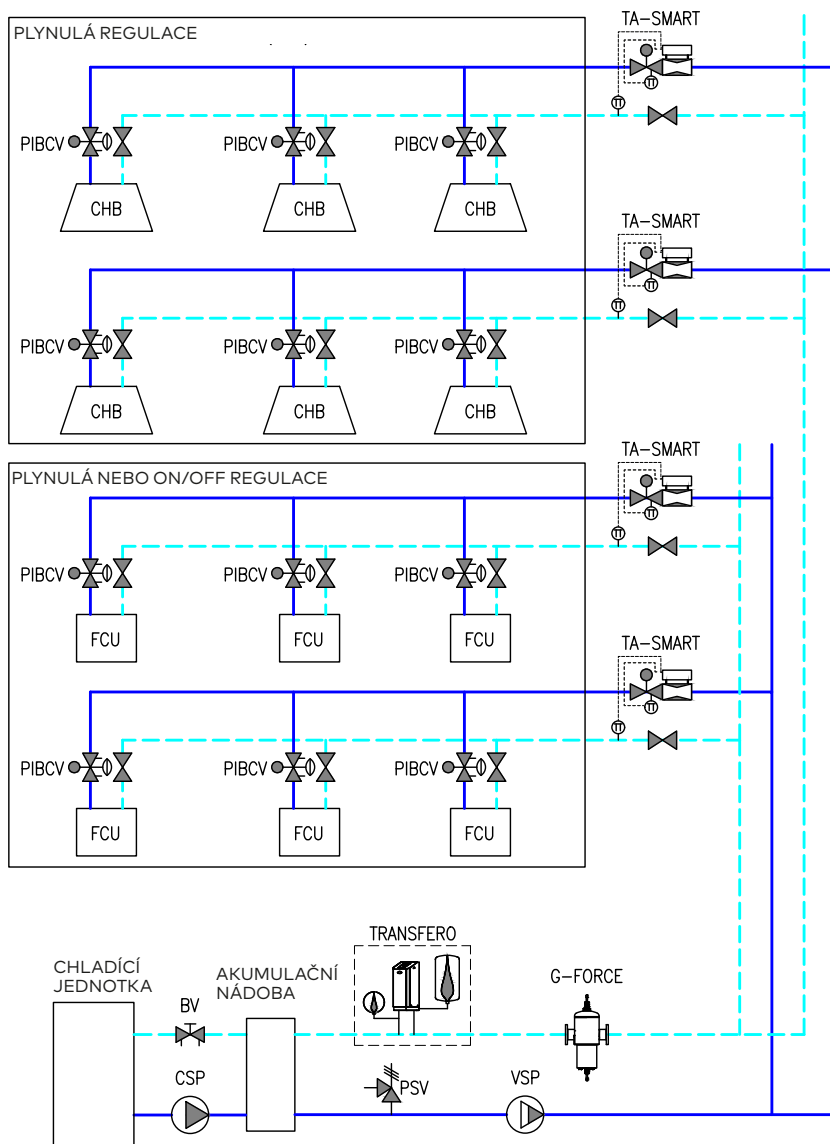 PLYNULÁ REGULACE
TA-SMART
PIBCV PIBCV PIBCV
CHB CHB CHB
TA-SMART
PIBCV PIBCV PIBCV
CHB CHB CHB
TA-SMART
PLYNULÁ NEBO ON/OFF REGULACE
PIBCV PIBCV PIBCV
FCU FCU FCU
TA-SMART
PIBCV PIBCV PIBCV
FCU FCU FCU
TRANSFERO
CHLADÍCÍ
JEDNOTKA
AKUMULAČNÍ
NÁDOBA
G-FORCE
BV
CSP
PSV
VSP